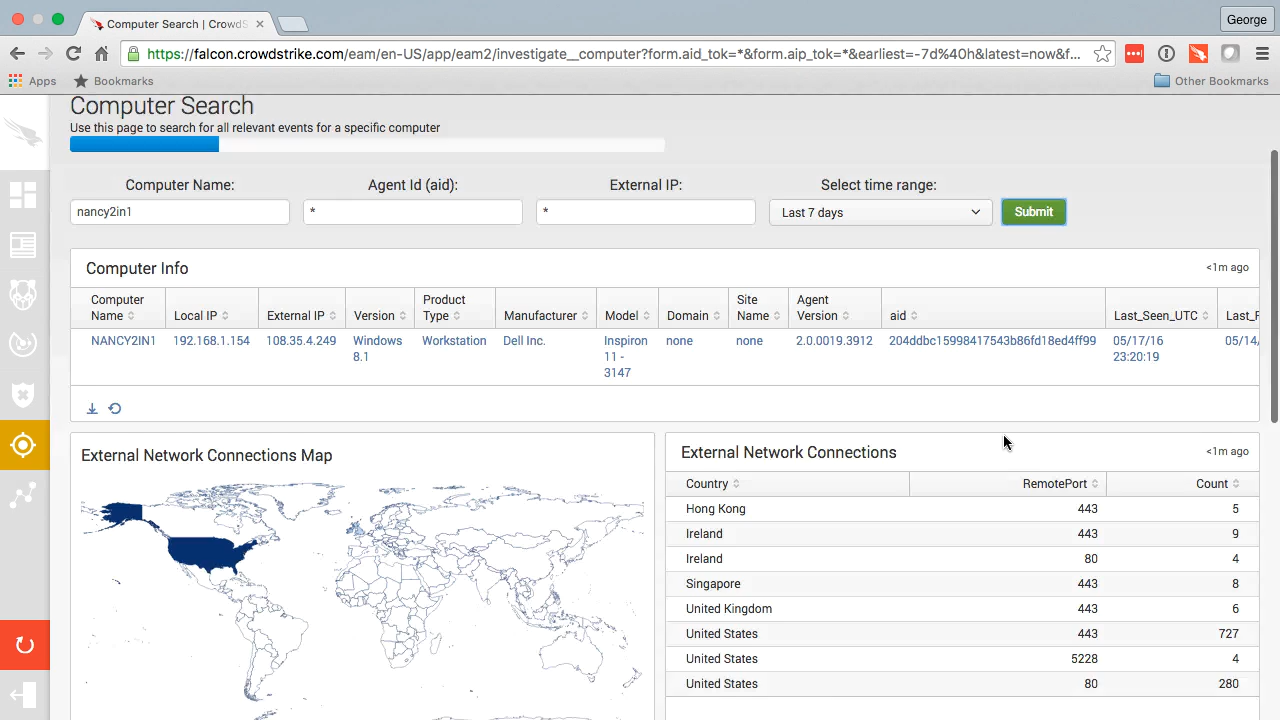 Computer Search | CrowdS
George
https://falcon.crowdstrike.com/eam/en-US/app/eam2/investigate__computer?form.aid_tok=*&form.aip_tok=*&earliest=-7d%40h&latest=now&f...
Apps Bookmarks Other Bookmarks
Computer Search
Use this page to search for all relevant events for a specific computer
Computer Name: Agent Id (aid): External IP: Select time range:
nancy2in1 * * Last 7 days Submit
Computer Info <1m ago
Computer Name Local IP External IP Version Product Type Manufacturer Model Domain Site Name Agent Version aid Last_Seen_UTC Last_F
NANCY2IN1 192.168.1.154 108.35.4.249 Windows 8.1 Workstation Dell Inc. Inspiron 11 - 3147 none none 2.0.0019.3912 204ddbc15998417543b86fd18ed4ff99 05/17/16 23:20:19 05/14/
External Network Connections Map
External Network Connections <1m ago
Country RemotePort Count
Hong Kong 443 5
Ireland 443 9
Ireland 80 4
Singapore 443 8
United Kingdom 443 6
United States 443 727
United States 5228 4
United States 80 280